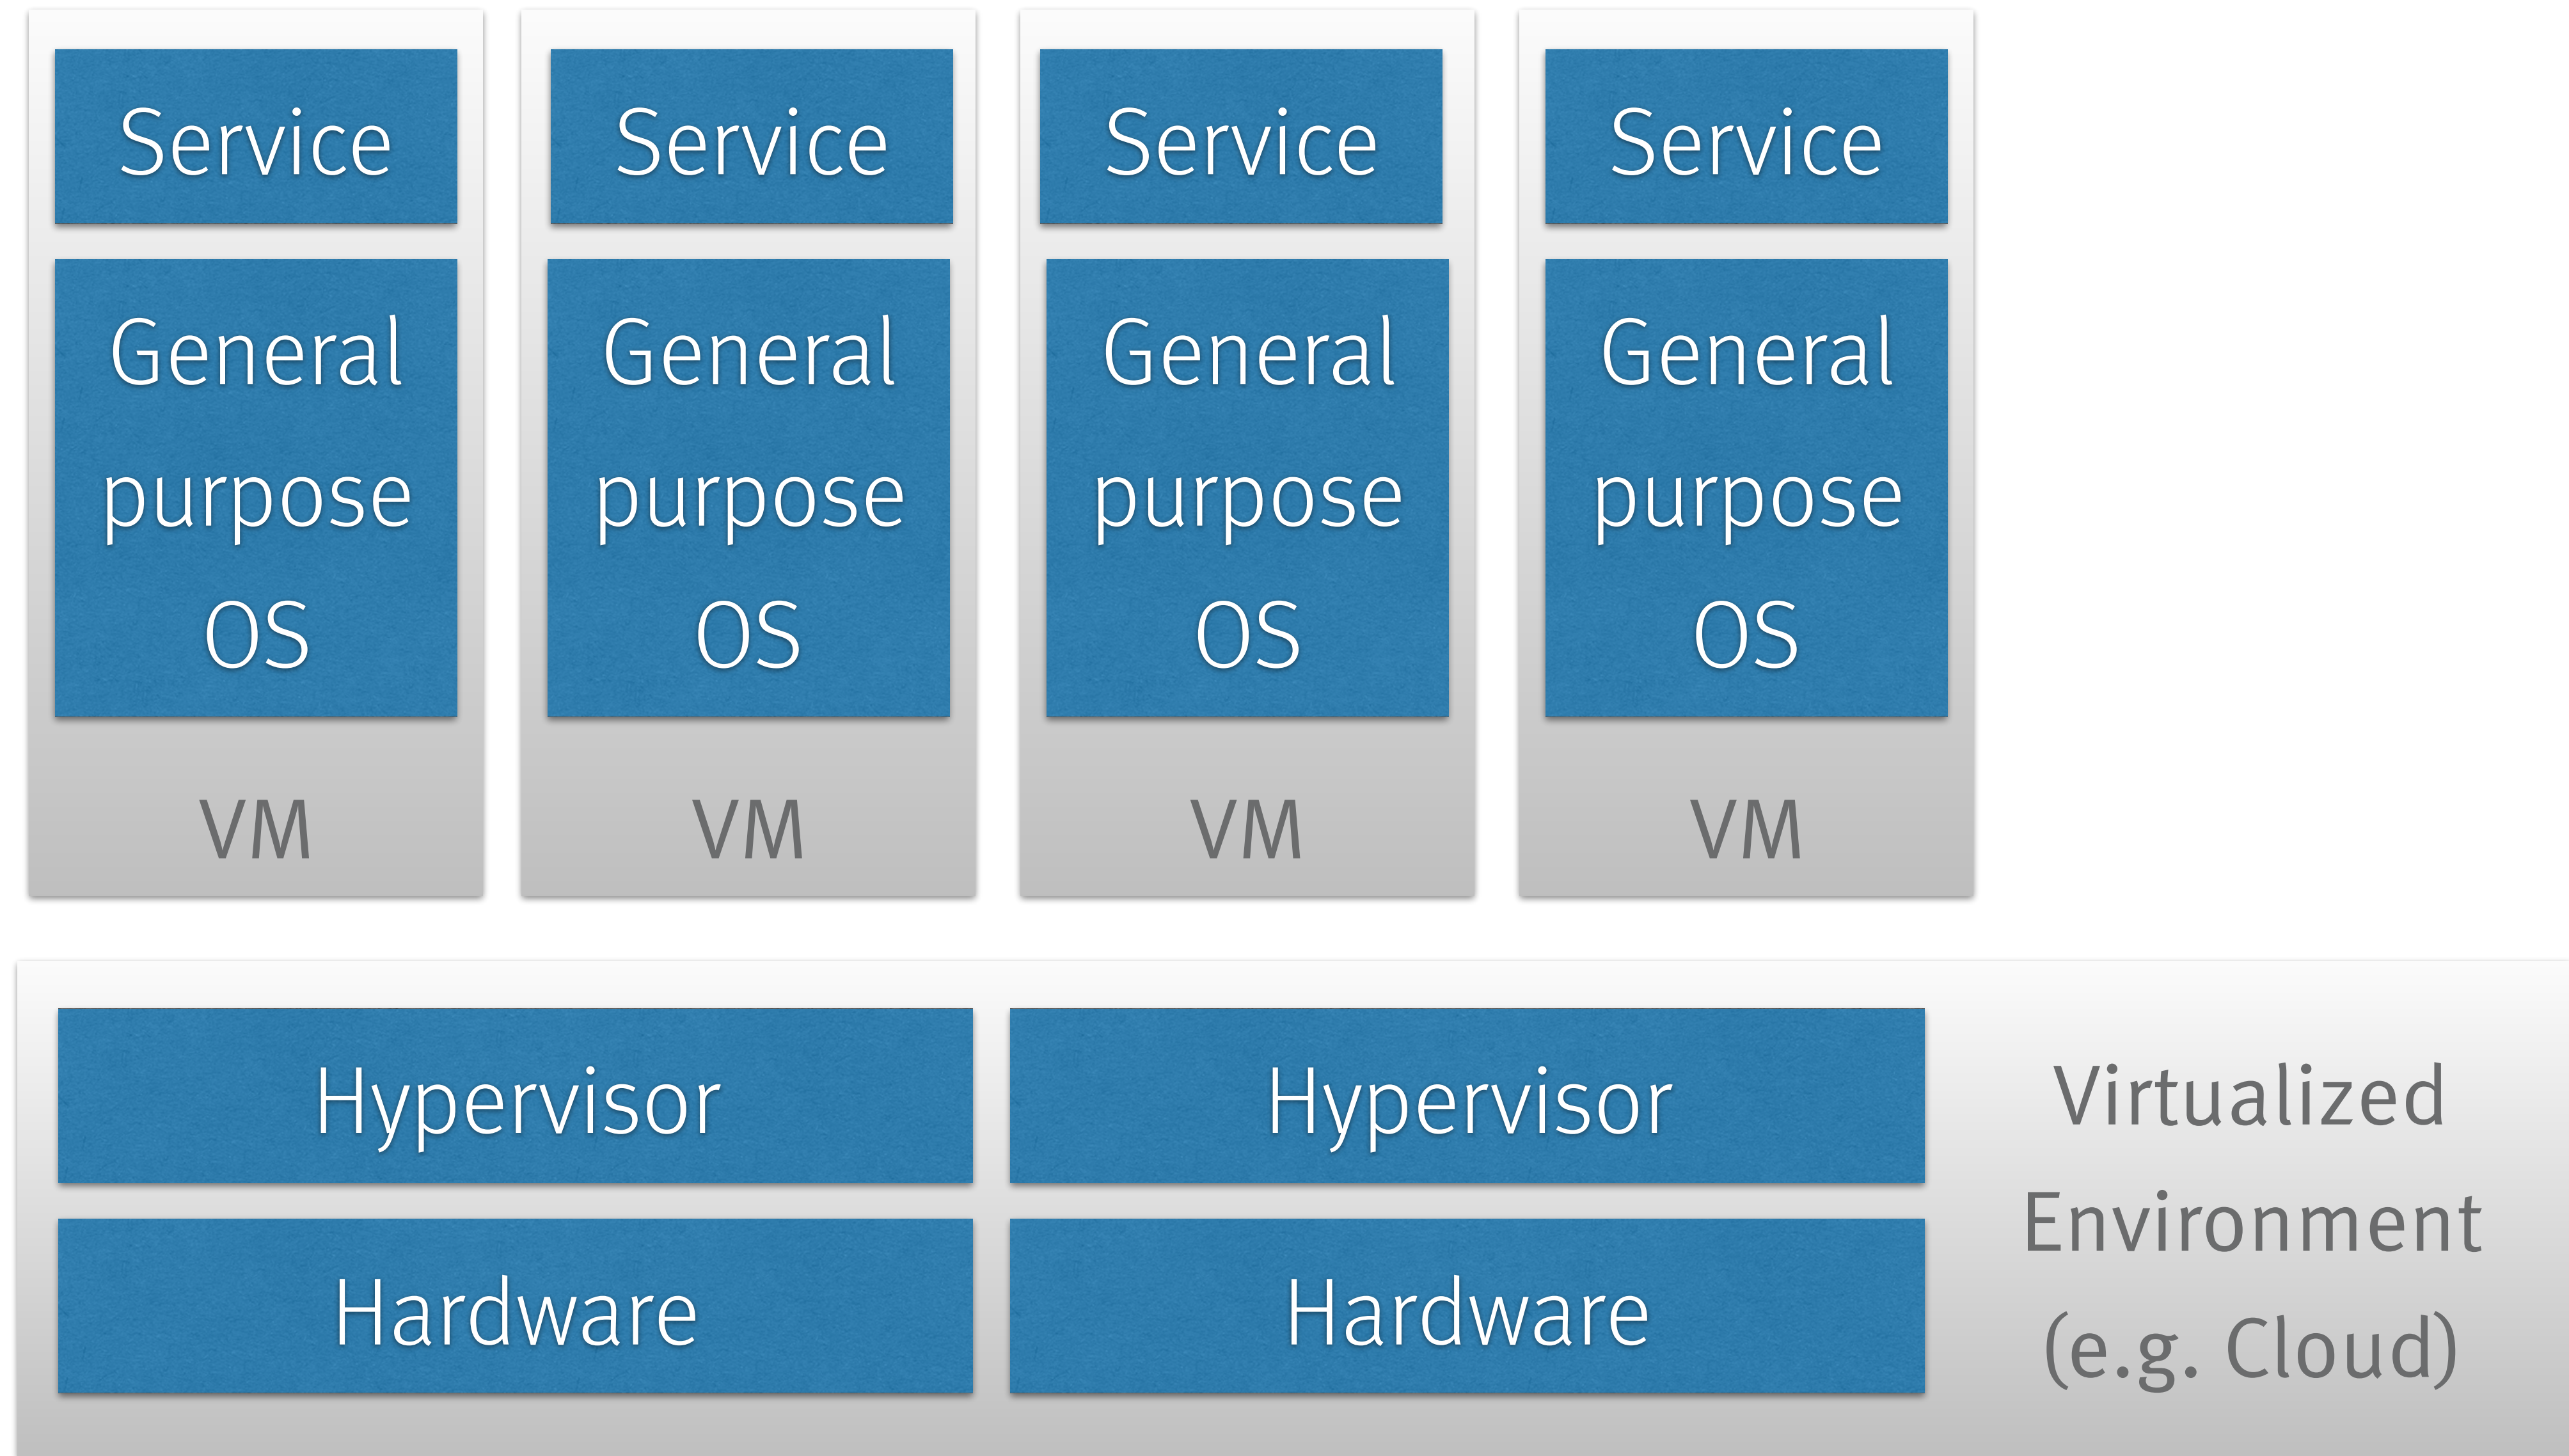 Service
Service
Service
Service
General
purpose
OS
General
purpose
OS
General
purpose
OS
General
purpose
OS
VM
VM
VM
VM
Hypervisor
Hypervisor
Hardware
Hardware
Virtualized
Environment
(e.g. Cloud)